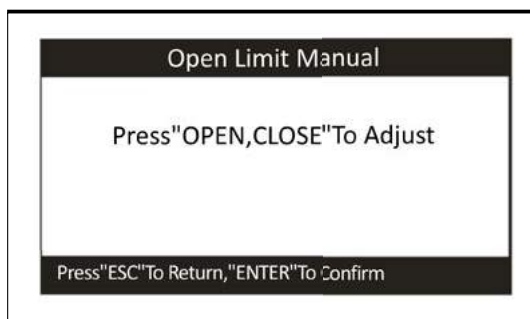 Open Limit Manual
Press"OPEN,CLOSE"To Adjust
Press"ESC"To Return,"ENTER"To Confirm